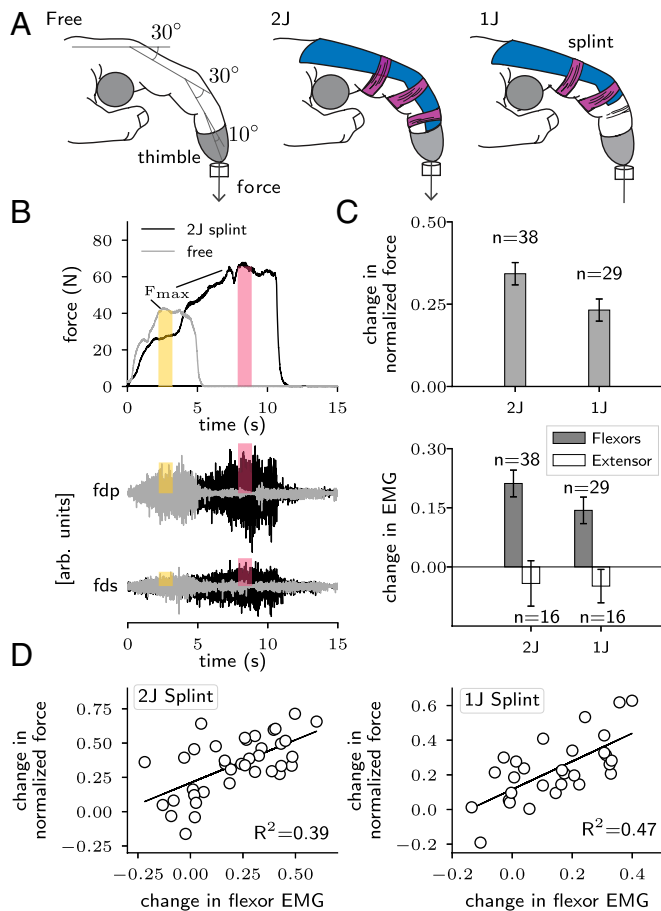 A
Free
2J
1J
30°
30°
10°
splint
thimble
force
B
2J splint
free
Fmax
force (N)
80
60
40
20
0
0
5
10
15
time (s)
fdp
fds
[arb. units]
0
5
10
15
time (s)
C
change in
normalized force
0.50
0.25
0.00
n=38
n=29
2J
1J
Flexors
Extensor
change in EMG
0.30
0.15
0.00
n=38
n=29
n=16
n=16
2J
1J
D
2J Splint
change in
normalized force
0.75
0.50
0.25
0.00
−0.25
R²=0.39
−0.25
0.00
0.25
0.50
change in flexor EMG
1J Splint
change in
normalized force
0.6
0.4
0.2
0.0
−0.2
R²=0.47
−0.2
0.0
0.2
0.4
change in flexor EMG